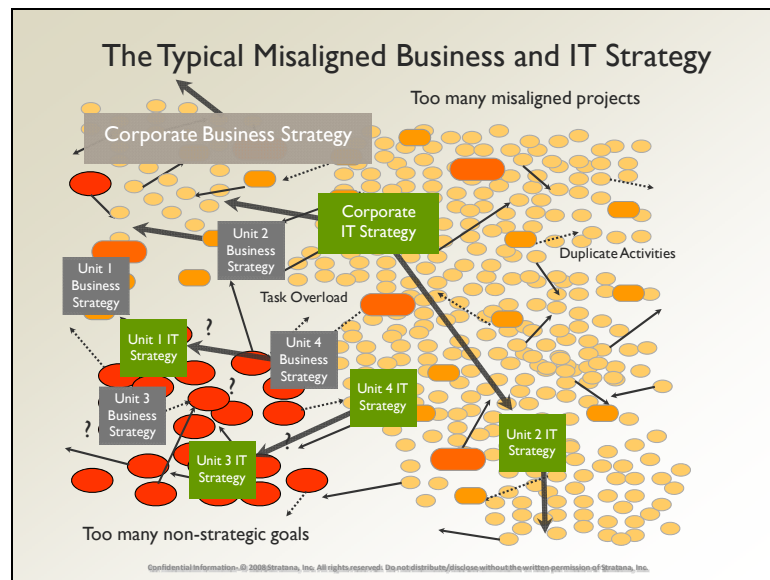 The Typical Misaligned Business and IT Strategy
Too many misaligned projects
Corporate Business Strategy
Corporate
IT Strategy
Unit 2
Business
Strategy
Duplicate Activities
Unit 1
Business
Strategy
Task Overload
?
Unit 1 IT
Strategy
Unit 4
Business
Strategy
?
Unit 4 IT
Strategy
Unit 3
Business
Strategy
?
?
Unit 2 IT
Strategy
Unit 3 IT
Strategy
Too many non-strategic goals
Confidential Information- © 2008 Stratana, Inc. All rights reserved. Do not distribute/disclose without the written permission of Stratana, Inc.